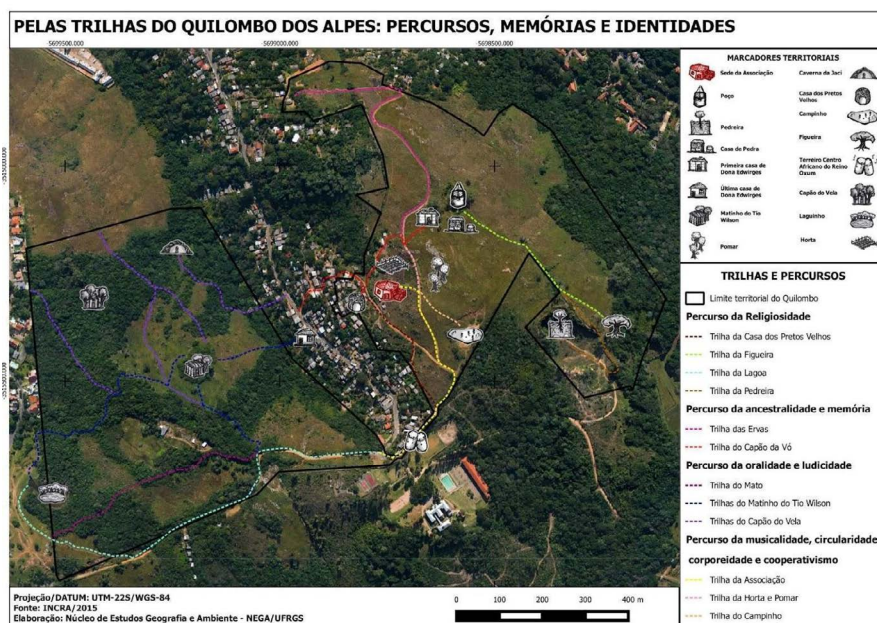 PELAS TRILHAS DO QUILOMBO DOS ALPES: PERCURSOS, MEMÓRIAS E IDENTIDADES
-5699500.000
-5699000.000
-5698500.000
MARCADORES TERRITORIAIS
Sede da Associação
Caverna do Jaci
Poço
Casa dos Pretos
Velhos
Campinho
Pedreira
Casa de Pedra
Figueira
Primeira casa de
Dona Edwirges
Terreiro Centro
Africano do Reino
Oxum
Última casa de
Dona Edwirges
Capão do Vela
Matinho do Tio
Wilson
Laguinho
Pomar
Horta
TRILHAS E PERCURSOS
Limite territorial do Quilombo
Percurso da Religiosidade
Trilha da Casa dos Pretos Velhos
Trilha da Figueira
Trilha da Lagoa
Trilha da Pedreira
Percurso da ancestralidade e memória
Trilha das Ervas
Trilha do Capão da Vó
Percurso da oralidade e ludicidade
Trilha do Mato
Trilhas do Matinho do Tio Wilson
Trilhas do Capão do Vela
Percurso da musicalidade, circularidade
corporeidade e cooperativismo
Trilha da Associação
Trilha da Horta e Pomar
Trilha do Campinho
Projeção/DATUM: UTM-22S/WGS-84
Fonte: INCRA/2015
Elaboração: Núcleo de Estudos Geografia e Ambiente - NEGA/UFRGS
0 100 200 300 400 m